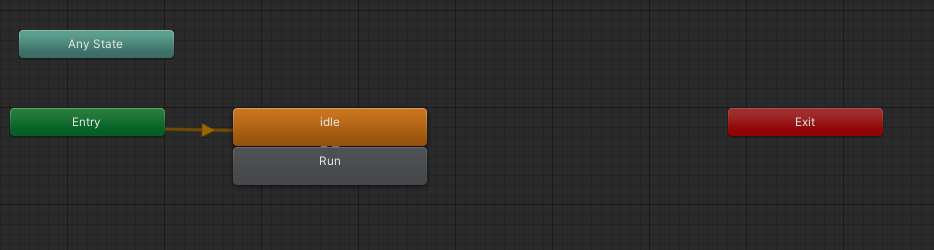 Any State
Entry
idle
Exit
Run